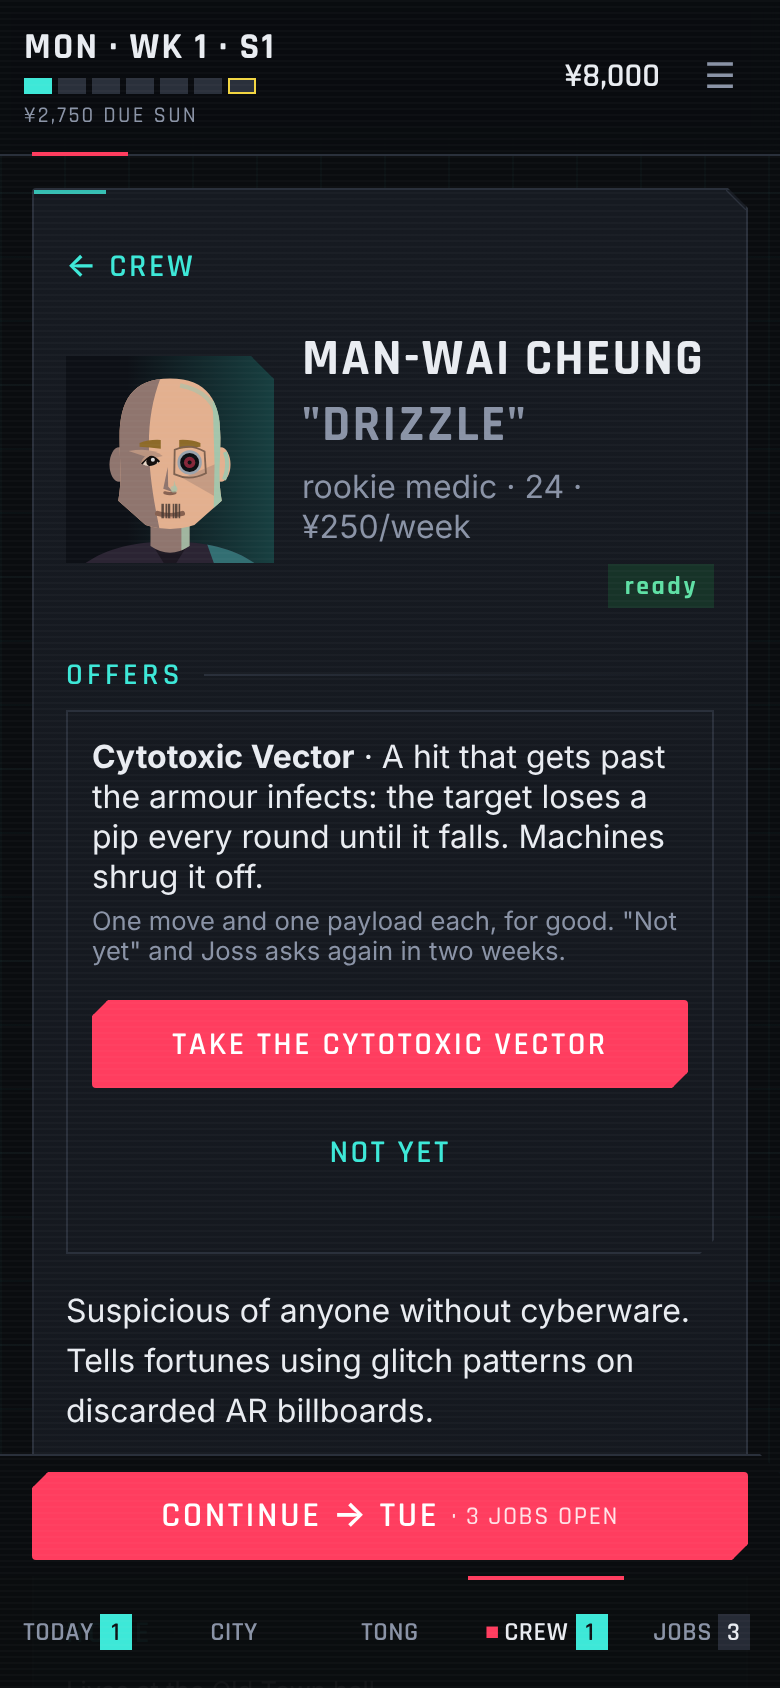 MON · WK 1 · S1
¥8,000
☰
¥2,750 DUE SUN
← CREW
MAN-WAI CHEUNG
"DRIZZLE"
rookie medic · 24 ·
¥250/week
ready
OFFERS
Cytotoxic Vector · A hit that gets past
the armour infects: the target loses a
pip every round until it falls. Machines
shrug it off.
One move and one payload each, for good. "Not
yet" and Joss asks again in two weeks.
TAKE THE CYTOTOXIC VECTOR
NOT YET
Suspicious of anyone without cyberware.
Tells fortunes using glitch patterns on
discarded AR billboards.
CONTINUE → TUE · 3 JOBS OPEN
TODAY 1 CITY TONG CREW 1 JOBS 3